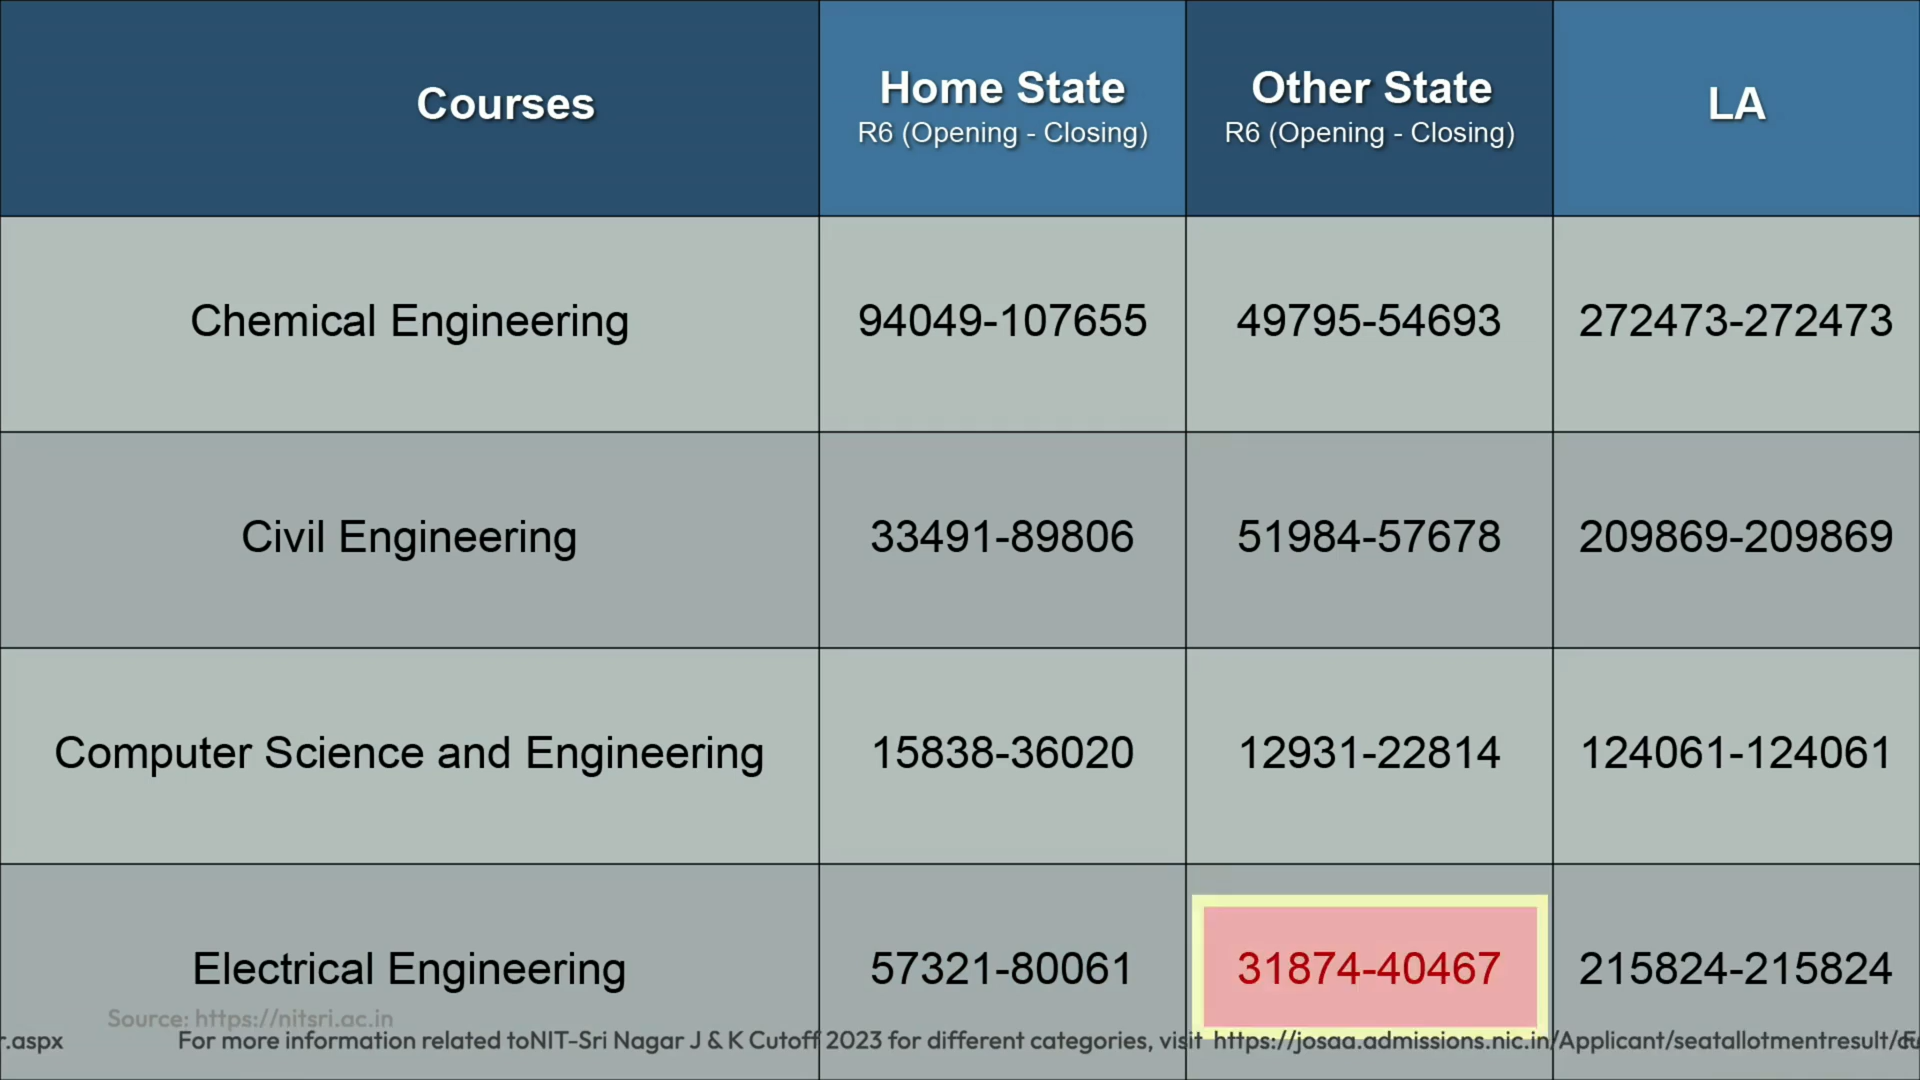 Courses
Home State
R6 (Opening - Closing)
Other State
R6 (Opening - Closing)
LA
Chemical Engineering
94049-107655
49795-54693
272473-272473
Civil Engineering
33491-89806
51984-57678
209869-209869
Computer Science and Engineering
15838-36020
12931-22814
124061-124061
Electrical Engineering
57321-80061
31874-40467
215824-215824
Source: https://nitsri.ac.in
r.aspx For more information related toNIT-Sri Nagar J & K Cutoff 2023 for different categories, visit https://josaa.admissions.nic.in/Applicant/seatallotmentresult/